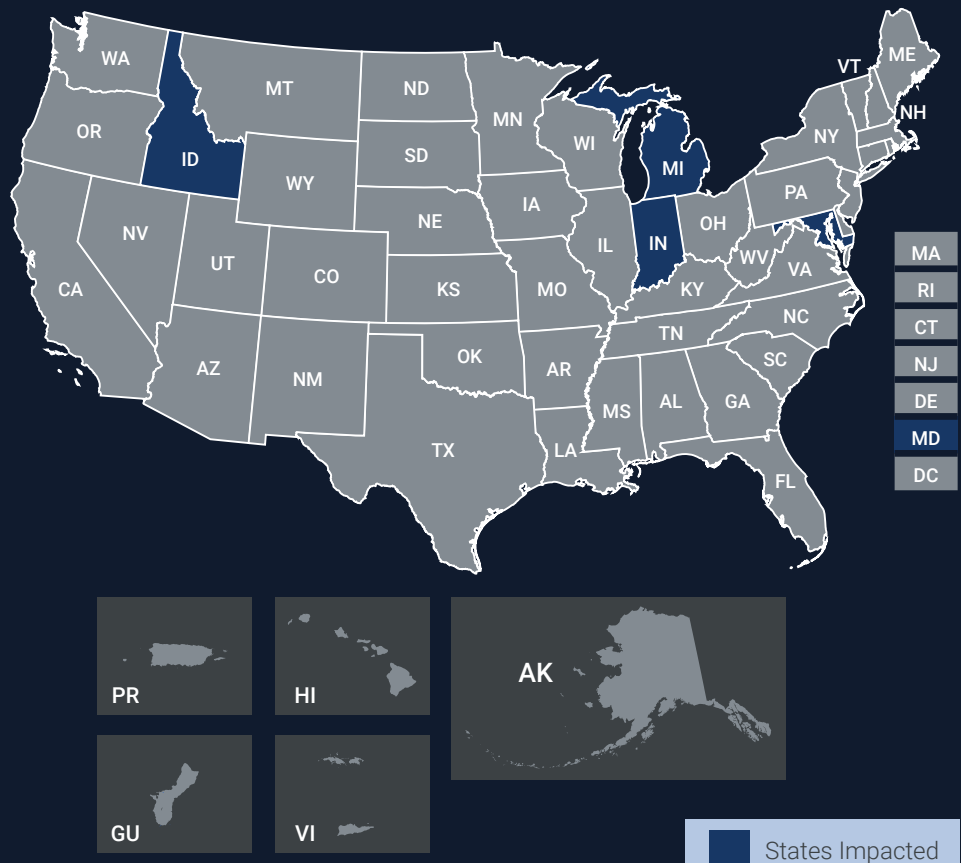 WA
MT
ND
MN
VT
ME
OR
ID
SD
WI
NY
NH
WY
MI
IA
PA
NV
NE
OH
IL
IN
UT
CO
WV
VA
CA
KS
MO
KY
NC
TN
AZ
NM
OK
AR
SC
MS
AL
GA
TX
LA
FL
MA
RI
CT
NJ
DE
MD
DC
PR
HI
AK
GU
VI
States Impacted